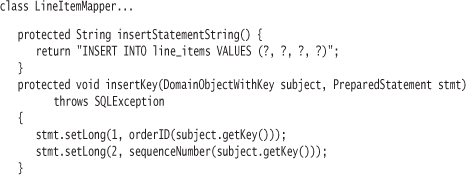 class LineItemMapper...
protected String insertStatementString() {
return "INSERT INTO line_items VALUES (?, ?, ?, ?)";
}
protected void insertKey(DomainObjectWithKey subject, PreparedStatement stmt)
throws SQLException
{
stmt.setLong(1, orderID(subject.getKey()));
stmt.setLong(2, sequenceNumber(subject.getKey()));
}